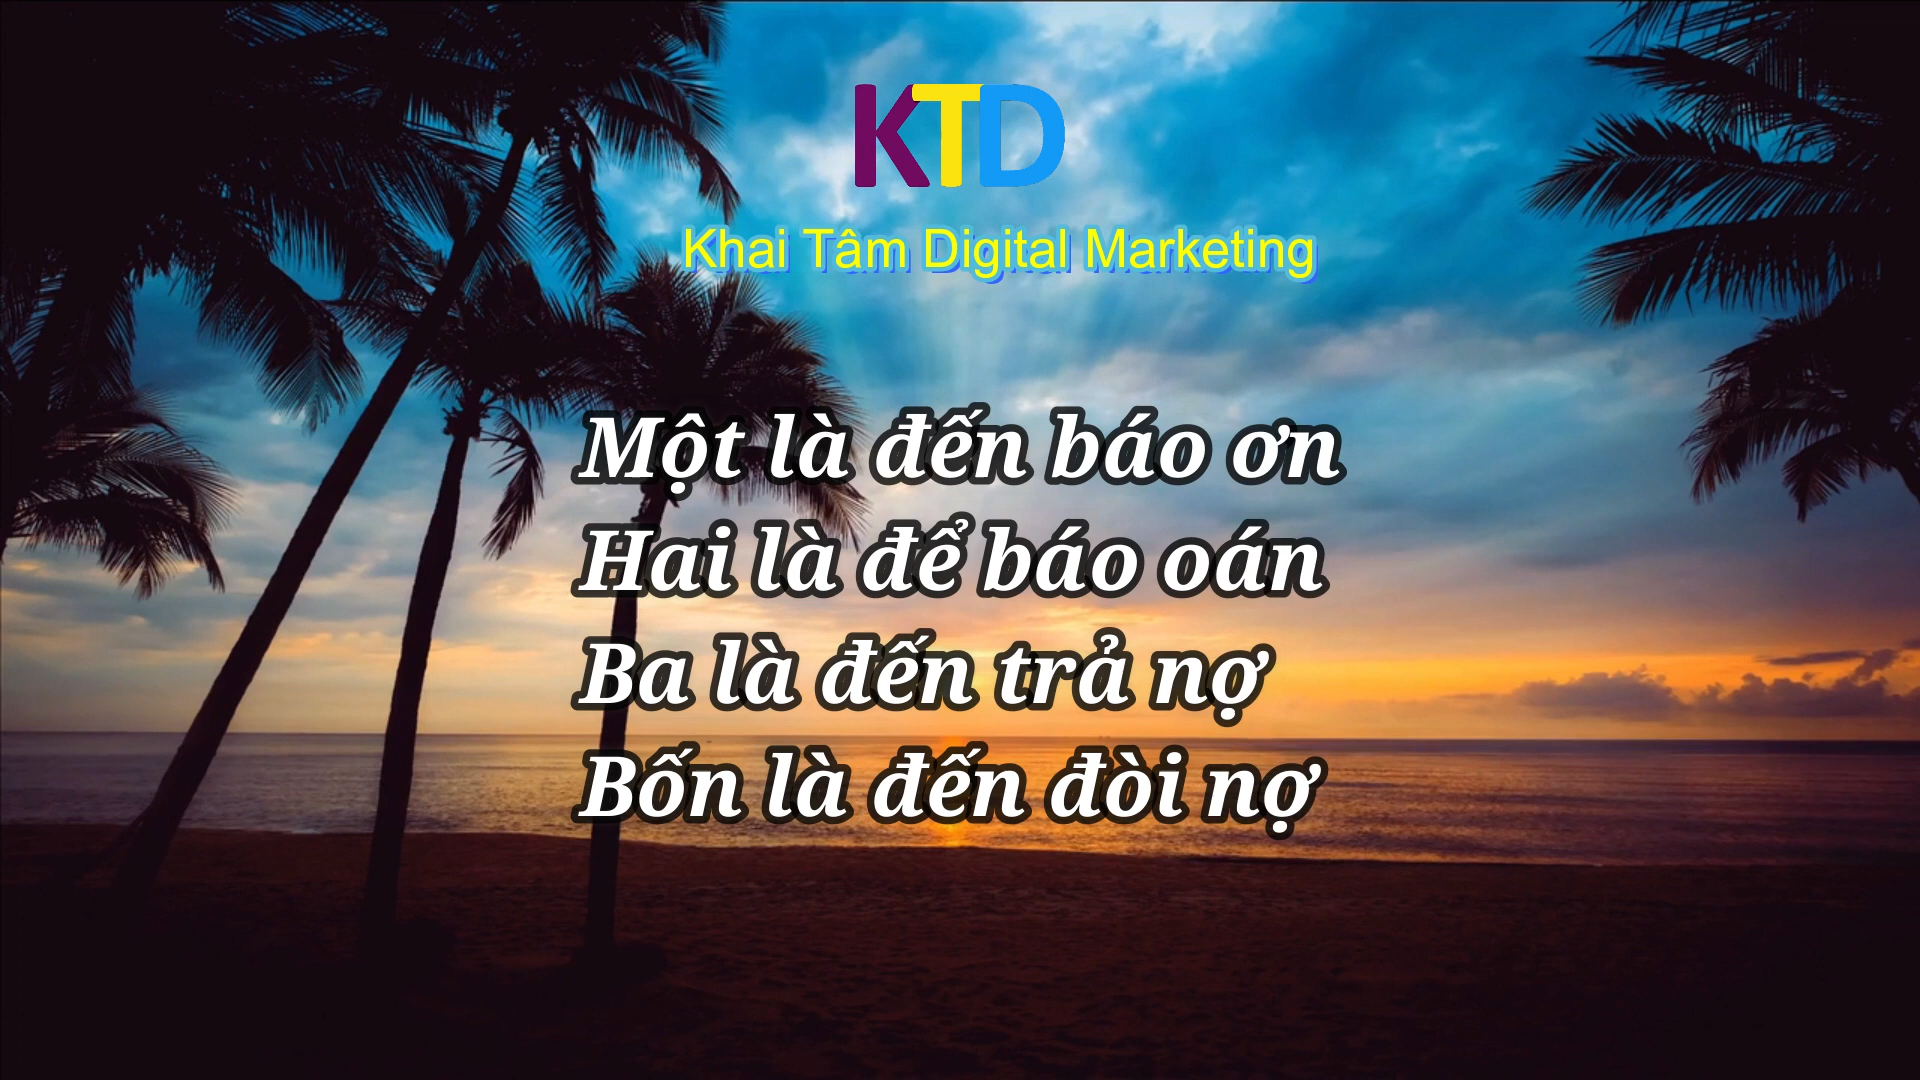 KTD
Khai Tâm Digital Marketing
Một là đến báo ơn
Hai là để báo oán
Ba là đến trả nợ
Bốn là đến đòi nợ